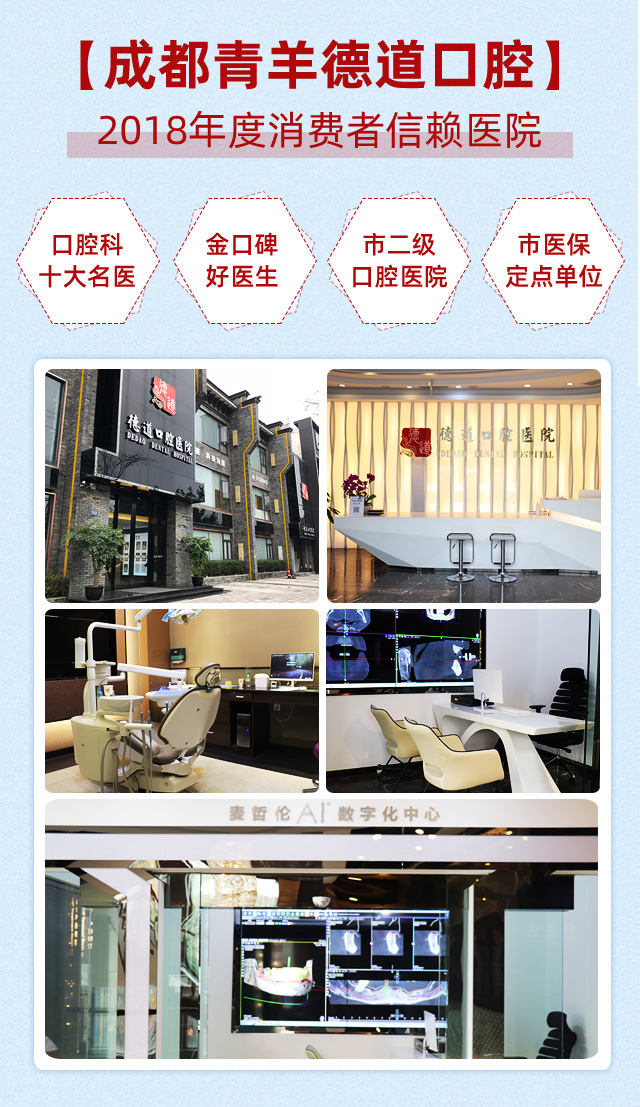 【成都青羊德道口腔】
2018年度消费者信赖医院
口腔科
十大名医
金口碑
好医生
市二级
口腔医院
市医保
定点单位
德道
德道口腔医院
DEDAO DENTAL HOSPITAL
德道
德道口腔医院
DEDAO DENTAL HOSPITAL
麦哲伦AI+数字化中心